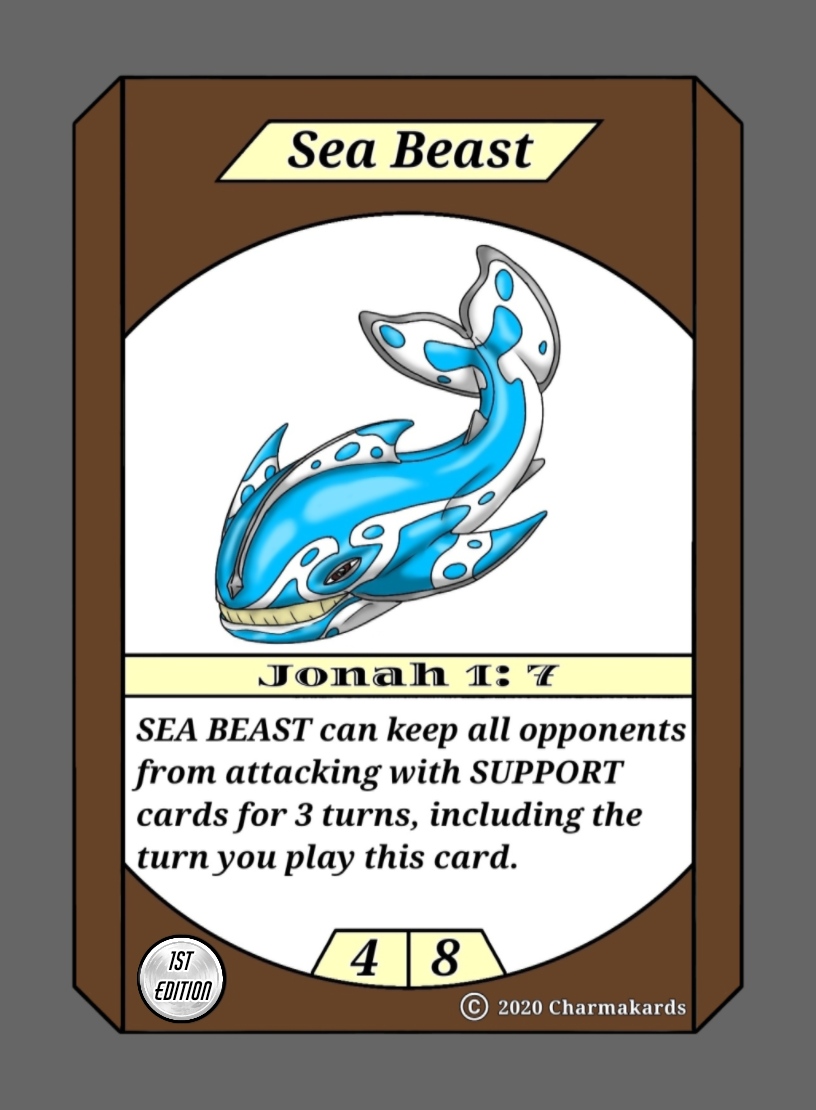 Sea Beast
Jonah 1: 7
SEA BEAST can keep all opponents
from attacking with SUPPORT
cards for 3 turns, including the
turn you play this card.
4 8
1ST
EDITION
© 2020 Charmakards